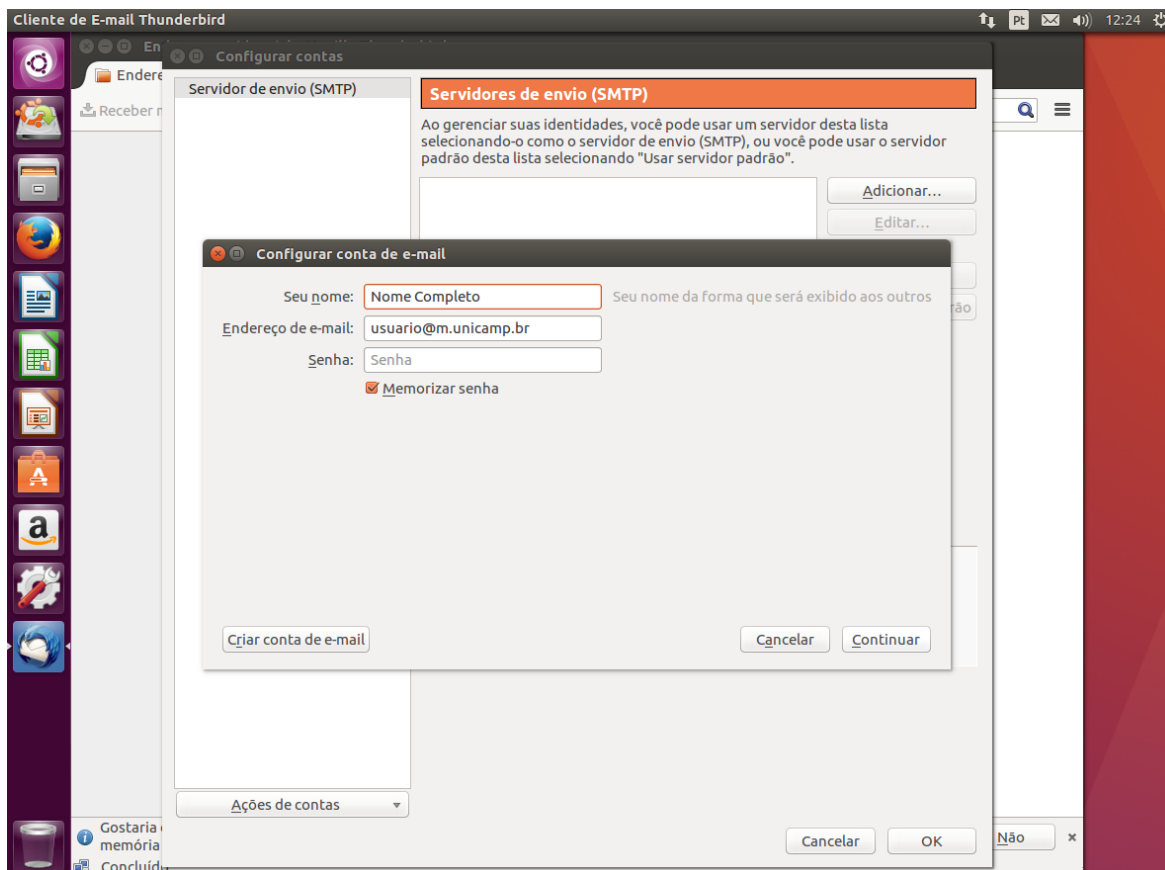 Cliente de E-mail Thunderbird
Pt
12:24
En
Configurar contas
Endere
Receber
Servidor de envio (SMTP)
Servidores de envio (SMTP)
Ao gerenciar suas identidades, você pode usar um servidor desta lista
selecionando-o como o servidor de envio (SMTP), ou você pode usar o servidor
padrão desta lista selecionando "Usar servidor padrão".
Adicionar...
Editar...
rão
Configurar conta de e-mail
Seu nome: Nome Completo Seu nome da forma que será exibido aos outros
Endereço de e-mail: usuario@m.unicamp.br
Senha: Senha
Memorizar senha
Criar conta de e-mail
Cancelar
Continuar
Ações de contas
Cancelar
OK
Gostaria
memória
Não
Concluíd